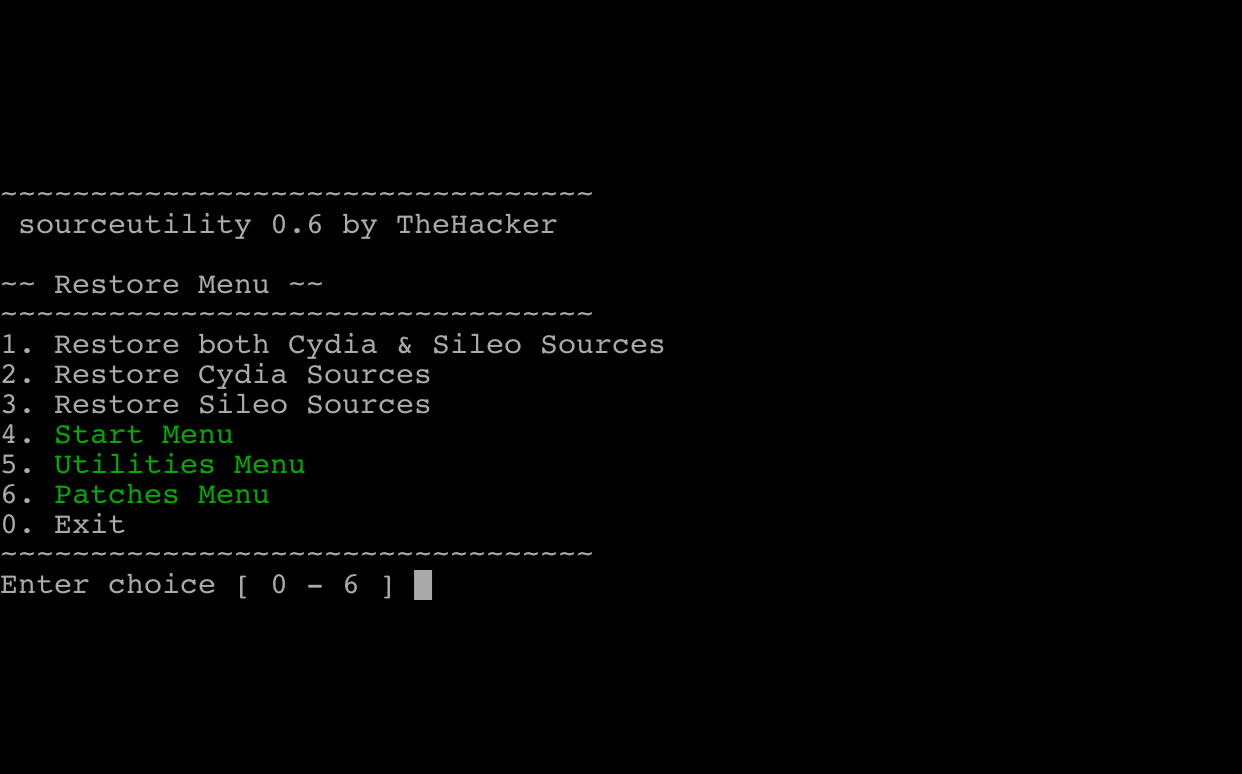 ~~~~~~~~~~~~~~~~~~~~~~~~~~~~~~~~~
 sourceutility 0.6 by TheHacker
~~ Restore Menu ~~
~~~~~~~~~~~~~~~~~~~~~~~~~~~~~~~~~
1. Restore both Cydia & Sileo Sources
2. Restore Cydia Sources
3. Restore Sileo Sources
4. Start Menu
5. Utilities Menu
6. Patches Menu
0. Exit
~~~~~~~~~~~~~~~~~~~~~~~~~~~~~~~~~
Enter choice [ 0 - 6 ]